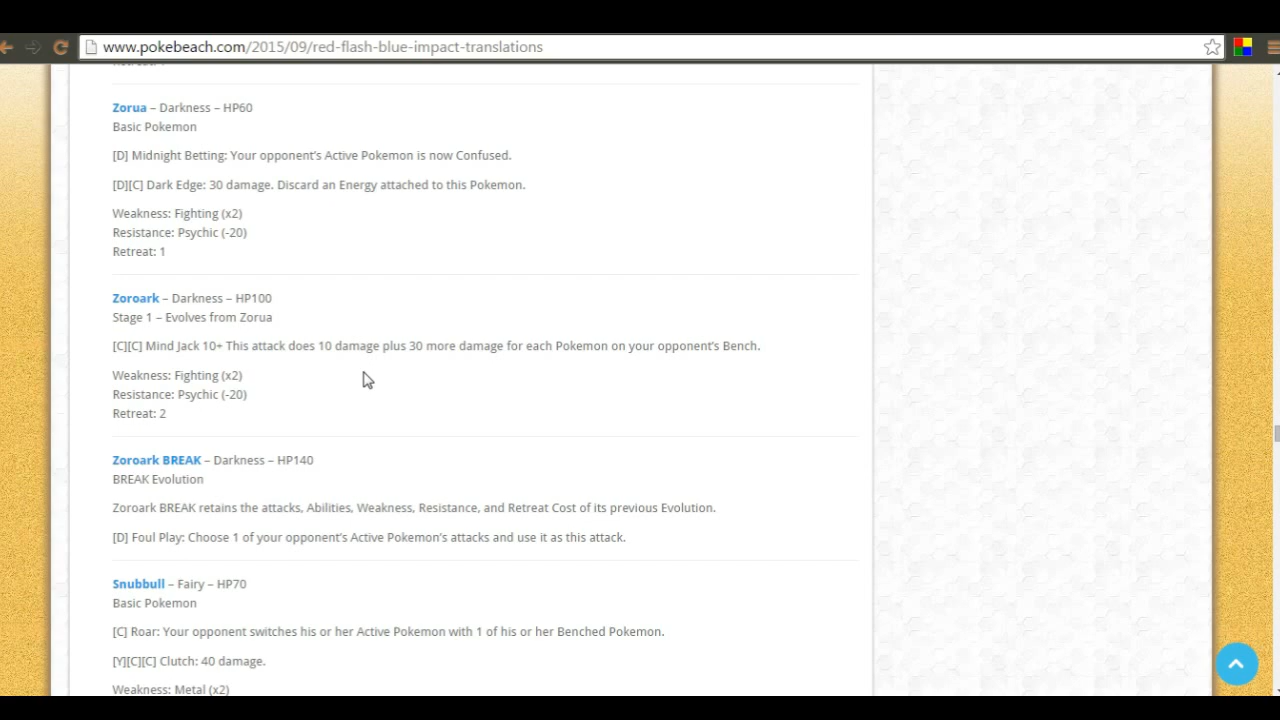 www.pokebeach.com/2015/09/red-flash-blue-impact-translations
Zorua – Darkness – HP60
Basic Pokemon
[D] Midnight Betting: Your opponent's Active Pokemon is now Confused.
[D][C] Dark Edge: 30 damage. Discard an Energy attached to this Pokemon.
Weakness: Fighting (x2)
Resistance: Psychic (-20)
Retreat: 1
Zoroark – Darkness – HP100
Stage 1 – Evolves from Zorua
[C][C] Mind Jack 10+ This attack does 10 damage plus 30 more damage for each Pokemon on your opponent's Bench.
Weakness: Fighting (x2)
Resistance: Psychic (-20)
Retreat: 2
Zoroark BREAK – Darkness – HP140
BREAK Evolution
Zoroark BREAK retains the attacks, Abilities, Weakness, Resistance, and Retreat Cost of its previous Evolution.
[D] Foul Play: Choose 1 of your opponent's Active Pokemon's attacks and use it as this attack.
Snubbull – Fairy – HP70
Basic Pokemon
[C] Roar: Your opponent switches his or her Active Pokemon with 1 of his or her Benched Pokemon.
[Y][C][C] Clutch: 40 damage.
Weakness: Metal (x2)